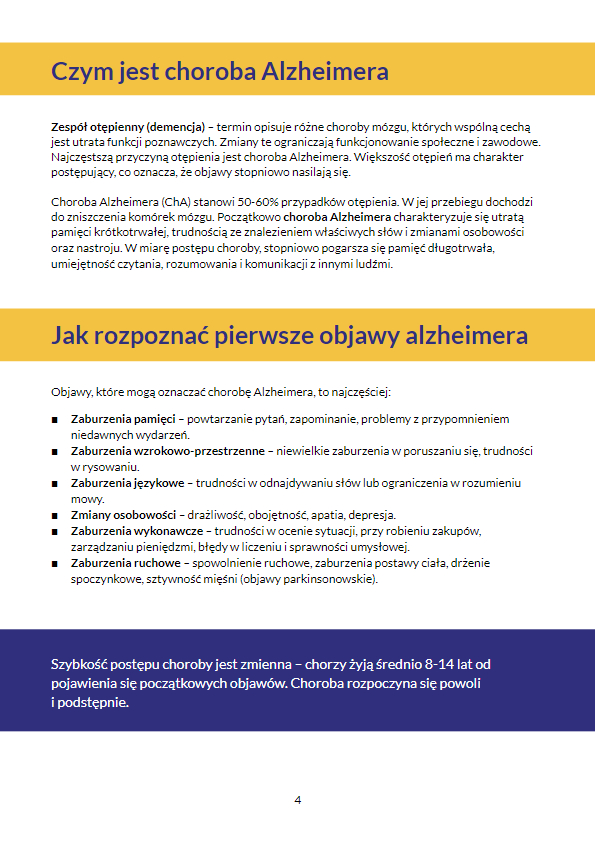 Czym jest choroba Alzheimera
Zespół otępienny (demencja) – termin opisuje różne choroby mózgu, których wspólną cechą
jest utrata funkcji poznawczych. Zmiany te ograniczają funkcjonowanie społeczne i zawodowe.
Najczęstszą przyczyną otępienia jest choroba Alzheimera. Większość otępień ma charakter
postępujący, co oznacza, że objawy stopniowo nasilają się.
Choroba Alzheimera (ChA) stanowi 50-60% przypadków otępienia. W jej przebiegu dochodzi
do zniszczenia komórek mózgu. Początkowo choroba Alzheimera charakteryzuje się utratą
pamięci krótkotrwałej, trudnością ze znalezieniem właściwych słów i zmianami osobowości
oraz nastroju. W miarę postępu choroby, stopniowo pogarsza się pamięć długotrwała,
umiejętność czytania, rozumowania i komunikacji z innymi ludźmi.
Jak rozpoznać pierwsze objawy alzheimera
Objawy, które mogą oznaczać chorobę Alzheimera, to najczęściej:
■ Zaburzenia pamięci – powtarzanie pytań, zapominanie, problemy z przypomnieniem
niedawnych wydarzeń.
■ Zaburzenia wzrokowo-przestrzenne – niewielkie zaburzenia w poruszaniu się, trudności
w rysowaniu.
■ Zaburzenia językowe – trudności w odnajdywaniu słów lub ograniczenia w rozumieniu
mowy.
■ Zmiany osobowości – drażliwość, obojętność, apatia, depresja.
■ Zaburzenia wykonawcze – trudności w ocenie sytuacji, przy robieniu zakupów,
zarządzaniu pieniędzmi, błędy w liczeniu i sprawności umysłowej.
■ Zaburzenia ruchowe – spowolnienie ruchowe, zaburzenia postawy ciała, drżenie
spoczynkowe, sztywność mięśni (objawy parkinsonowskie).
Szybkość postępu choroby jest zmienna – chorzy żyją średnio 8-14 lat od
pojawienia się początkowych objawów. Choroba rozpoczyna się powoli
i podstępnie.
4